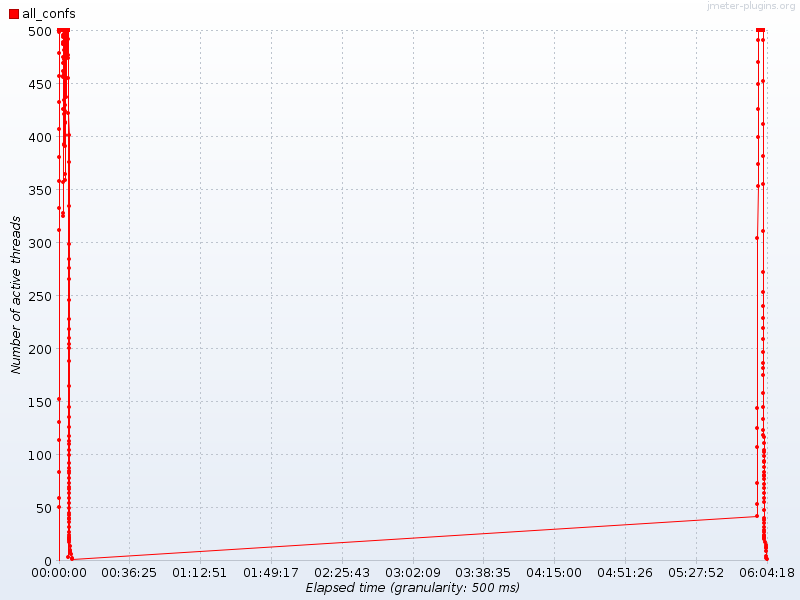 jmeter-plugins.org
all_confs
500
450
400
350
300
250
200
150
100
50
0
Number of active threads
00:00:00 00:36:25 01:12:51 01:49:17 02:25:43 03:02:09 03:38:35 04:15:00 04:51:26 05:27:52 06:04:18
Elapsed time (granularity: 500 ms)